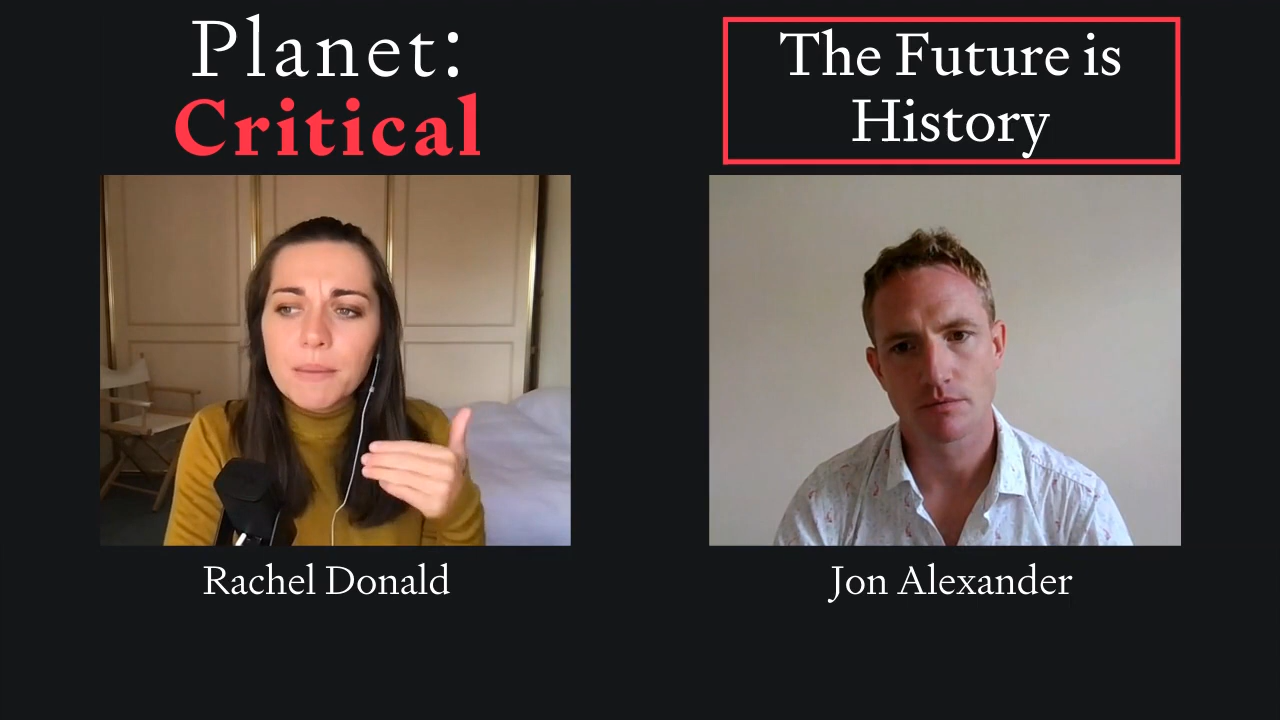 Planet:
Critical
The Future is
History
Rachel Donald
Jon Alexander